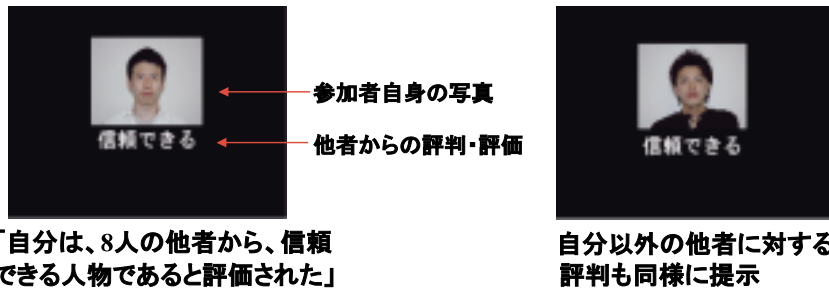 信頼できる
参加者自身の写真
他者からの評判・評価
「自分は、8人の他者から、信頼
できる人物であると評価された」
信頼できる
自分以外の他者に対する
評判も同様に提示